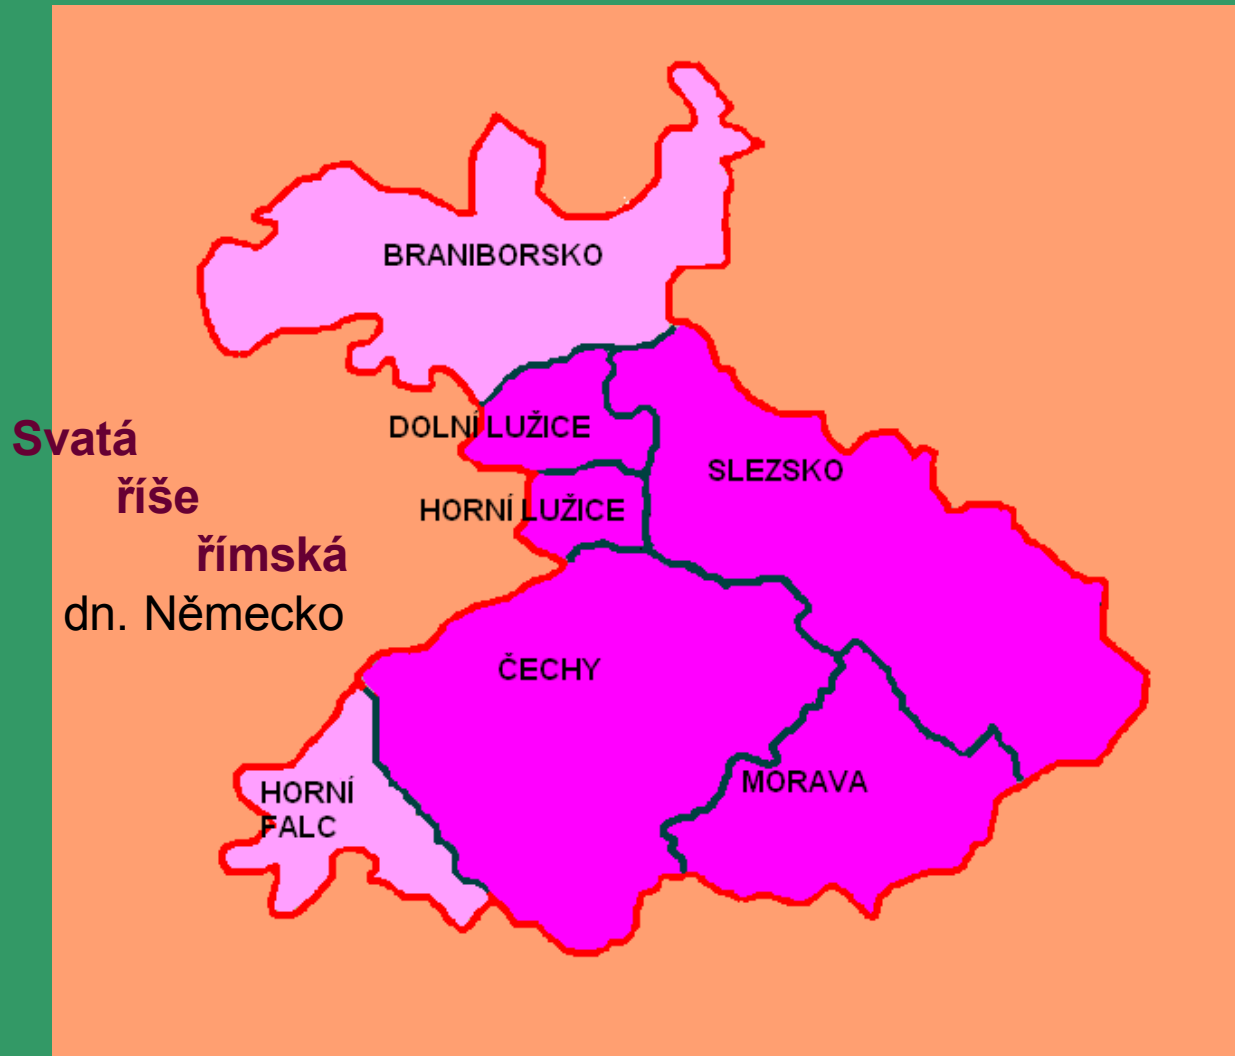 BRANIBORSKO
DOLNÍ LUŽICE
Svatá
SLEZSKO
říše
HORNÍ LUŽICE
římská
dn. Německo
ČECHY
MORAVA
HORNÍ
FALC